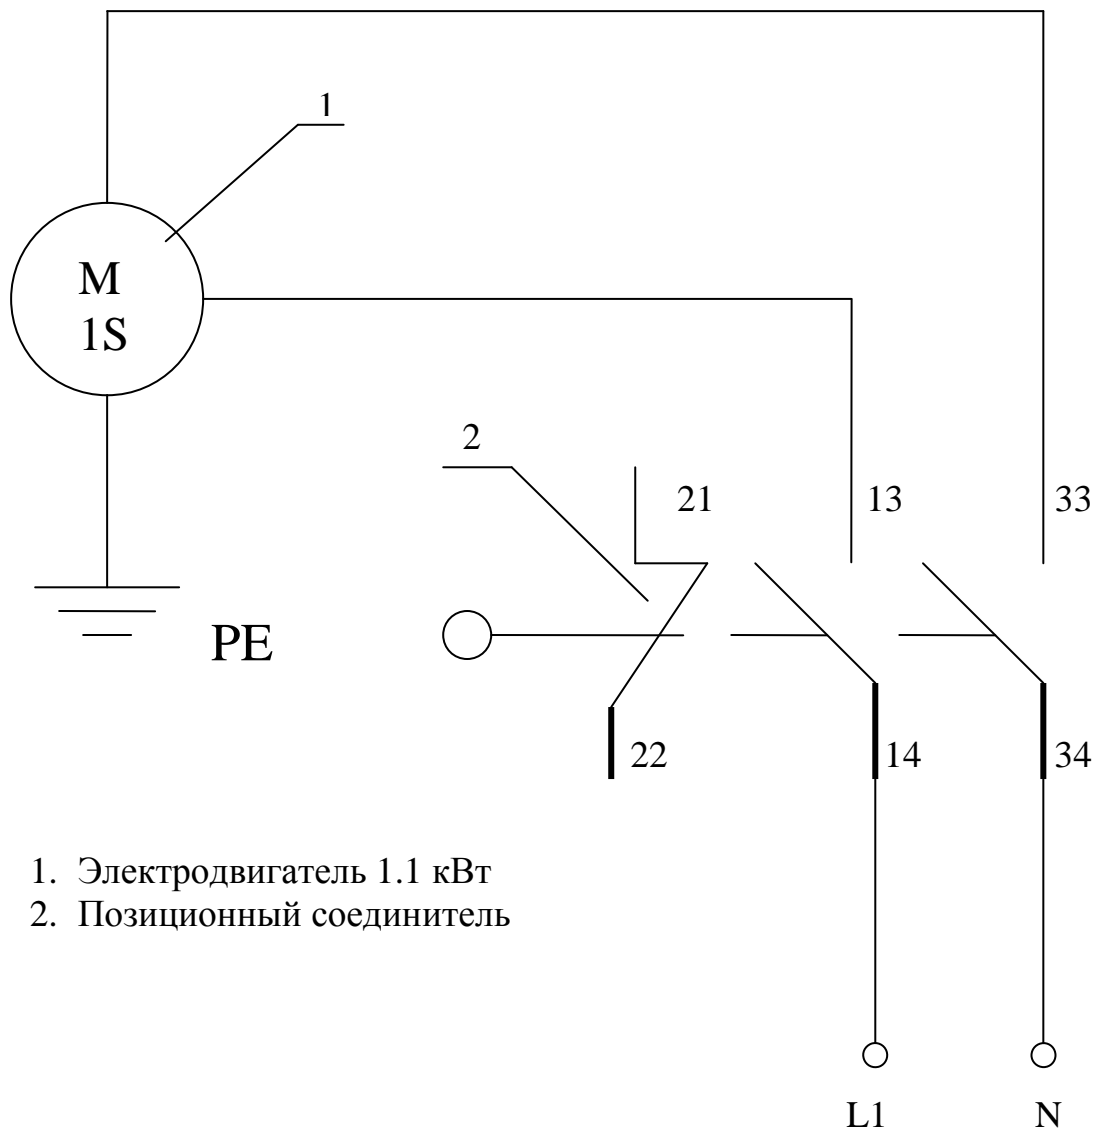 1
M
1S
2
21
13
33
PE
22
14
34
1. Электродвигатель 1.1 кВт
2. Позиционный соединитель
L1
N